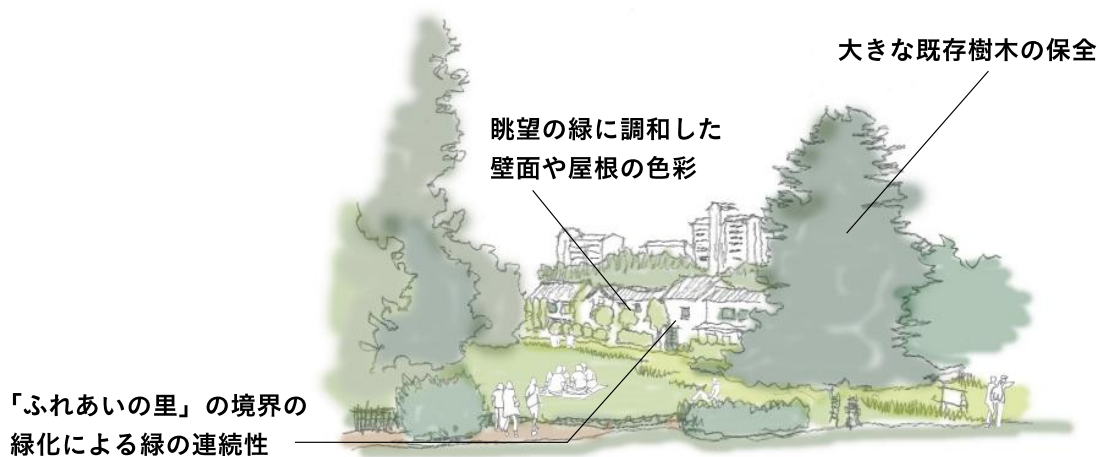 大きな既存樹木の保全
眺望の緑に調和した
壁面や屋根の色彩
「ふれあいの里」の境界の
緑化による緑の連続性